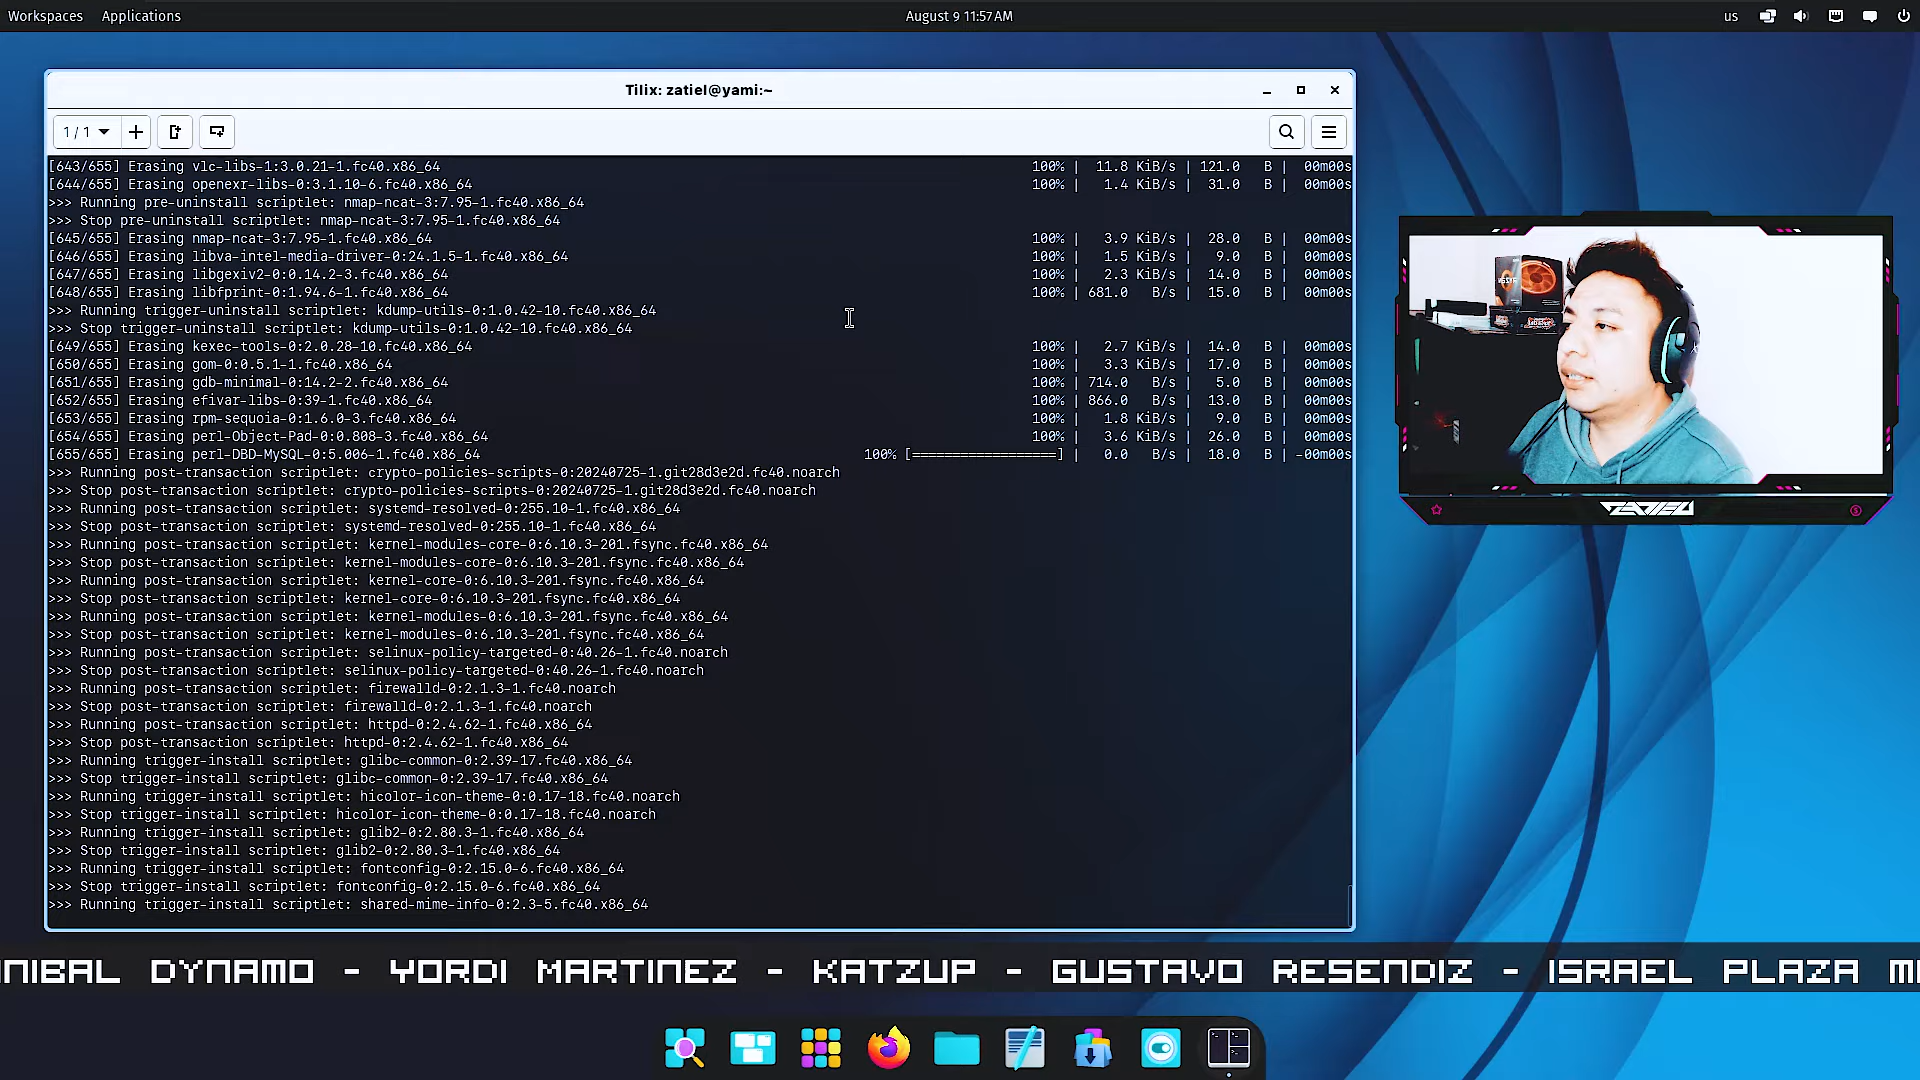 Workspaces Applications August 9 11:57 AM us
Tilix: zatiel@yami:~
1 / 1
[643/655] Erasing vlc-libs-1:3.0.21-1.fc40.x86_64 100% | 11.8 KiB/s | 121.0 B | 00m00s
[644/655] Erasing openexr-libs-0:3.1.10-6.fc40.x86_64 100% | 1.4 KiB/s | 31.0 B | 00m00s
>>> Running pre-uninstall scriptlet: nmap-ncat-3:7.95-1.fc40.x86_64
>>> Stop pre-uninstall scriptlet: nmap-ncat-3:7.95-1.fc40.x86_64
[645/655] Erasing nmap-ncat-3:7.95-1.fc40.x86_64 100% | 3.9 KiB/s | 28.0 B | 00m00s
[646/655] Erasing libva-intel-media-driver-0:24.1.5-1.fc40.x86_64 100% | 1.5 KiB/s | 9.0 B | 00m00s
[647/655] Erasing libgexiv2-0:0.14.2-3.fc40.x86_64 100% | 2.3 KiB/s | 14.0 B | 00m00s
[648/655] Erasing libfprint-0:1.94.6-1.fc40.x86_64 100% | 681.0 B/s | 15.0 B | 00m00s
>>> Running trigger-uninstall scriptlet: kdump-utils-0:1.0.42-10.fc40.x86_64
>>> Stop trigger-uninstall scriptlet: kdump-utils-0:1.0.42-10.fc40.x86_64
[649/655] Erasing kexec-tools-0:2.0.28-10.fc40.x86_64 100% | 2.7 KiB/s | 14.0 B | 00m00s
[650/655] Erasing gom-0:0.5.1-1.fc40.x86_64 100% | 3.3 KiB/s | 17.0 B | 00m00s
[651/655] Erasing gdb-minimal-0:14.2-2.fc40.x86_64 100% | 714.0 B/s | 5.0 B | 00m00s
[652/655] Erasing efivar-libs-0:39-1.fc40.x86_64 100% | 866.0 B/s | 13.0 B | 00m00s
[653/655] Erasing rpm-sequoia-0:1.6.0-3.fc40.x86_64 100% | 1.8 KiB/s | 9.0 B | 00m00s
[654/655] Erasing perl-Object-Pad-0:0.808-3.fc40.x86_64 100% | 3.6 KiB/s | 26.0 B | 00m00s
[655/655] Erasing perl-DBD-MySQL-0:5.006-1.fc40.x86_64 100% [==================] | 0.0 B/s | 18.0 B | -00m00s
>>> Running post-transaction scriptlet: crypto-policies-scripts-0:20240725-1.git28d3e2d.fc40.noarch
>>> Stop post-transaction scriptlet: crypto-policies-scripts-0:20240725-1.git28d3e2d.fc40.noarch
>>> Running post-transaction scriptlet: systemd-resolved-0:255.10-1.fc40.x86_64
>>> Stop post-transaction scriptlet: systemd-resolved-0:255.10-1.fc40.x86_64
>>> Running post-transaction scriptlet: kernel-modules-core-0:6.10.3-201.fsync.fc40.x86_64
>>> Stop post-transaction scriptlet: kernel-modules-core-0:6.10.3-201.fsync.fc40.x86_64
>>> Running post-transaction scriptlet: kernel-core-0:6.10.3-201.fsync.fc40.x86_64
>>> Stop post-transaction scriptlet: kernel-core-0:6.10.3-201.fsync.fc40.x86_64
>>> Running post-transaction scriptlet: kernel-modules-0:6.10.3-201.fsync.fc40.x86_64
>>> Stop post-transaction scriptlet: kernel-modules-0:6.10.3-201.fsync.fc40.x86_64
>>> Running post-transaction scriptlet: selinux-policy-targeted-0:40.26-1.fc40.noarch
>>> Stop post-transaction scriptlet: selinux-policy-targeted-0:40.26-1.fc40.noarch
>>> Running post-transaction scriptlet: firewalld-0:2.1.3-1.fc40.noarch
>>> Stop post-transaction scriptlet: firewalld-0:2.1.3-1.fc40.noarch
>>> Running post-transaction scriptlet: httpd-0:2.4.62-1.fc40.x86_64
>>> Stop post-transaction scriptlet: httpd-0:2.4.62-1.fc40.x86_64
>>> Running trigger-install scriptlet: glibc-common-0:2.39-17.fc40.x86_64
>>> Stop trigger-install scriptlet: glibc-common-0:2.39-17.fc40.x86_64
>>> Running trigger-install scriptlet: hicolor-icon-theme-0:0.17-18.fc40.noarch
>>> Stop trigger-install scriptlet: hicolor-icon-theme-0:0.17-18.fc40.noarch
>>> Running trigger-install scriptlet: glib2-0:2.80.3-1.fc40.x86_64
>>> Stop trigger-install scriptlet: glib2-0:2.80.3-1.fc40.x86_64
>>> Running trigger-install scriptlet: fontconfig-0:2.15.0-6.fc40.x86_64
>>> Stop trigger-install scriptlet: fontconfig-0:2.15.0-6.fc40.x86_64
>>> Running trigger-install scriptlet: shared-mime-info-0:2.3-5.fc40.x86_64
ZATIEL
NIBAL DYNAMO - YORDI MARTINEZ - KATZUP - GUSTAVO RESENDIZ - ISRAEL PLAZA